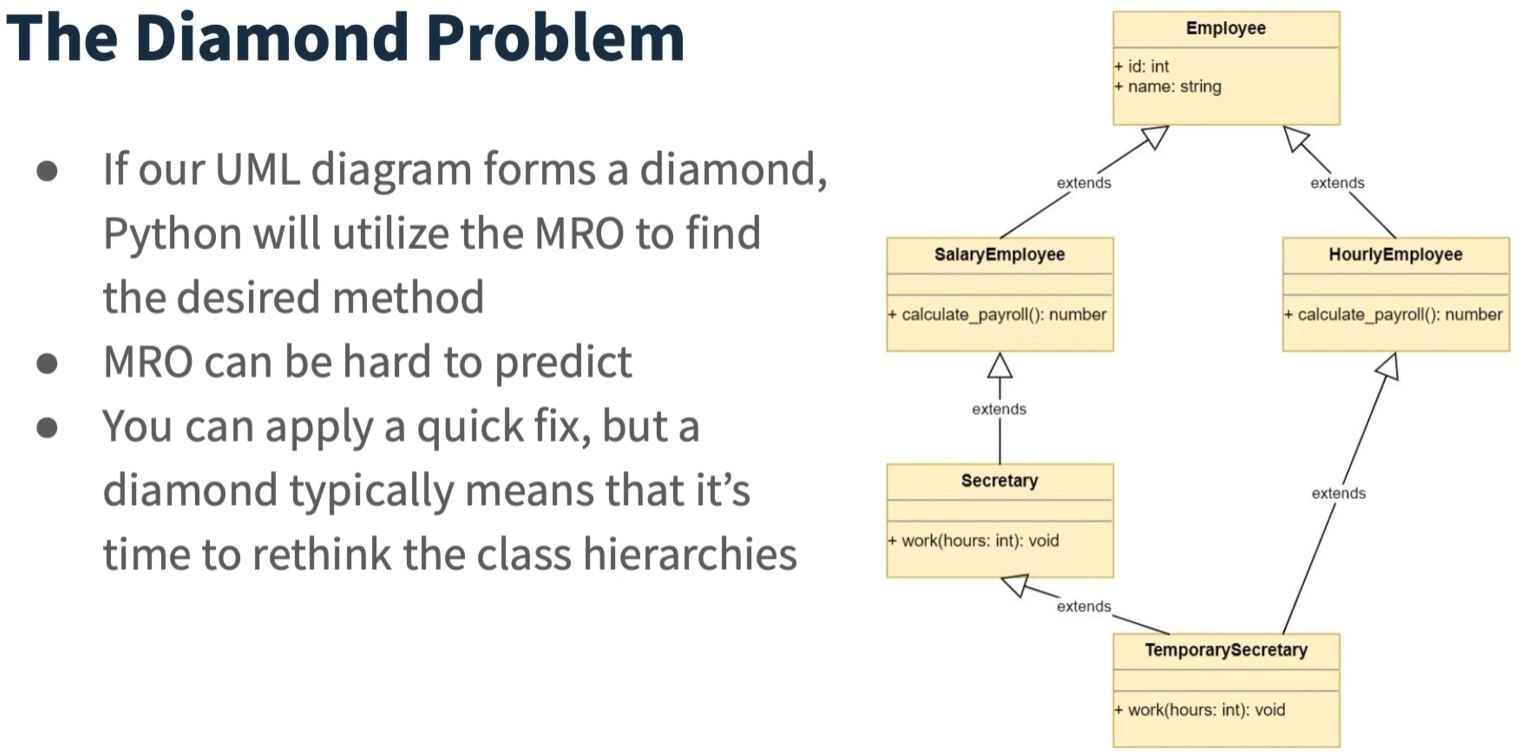 The Diamond Problem
● If our UML diagram forms a diamond,
Python will utilize the MRO to find
the desired method
● MRO can be hard to predict
● You can apply a quick fix, but a
diamond typically means that it’s
time to rethink the class hierarchies
Employee
+ id: int
+ name: string
extends
extends
SalaryEmployee
+ calculate_payroll(): number
HourlyEmployee
+ calculate_payroll(): number
extends
Secretary
+ work(hours: int): void
extends
extends
TemporarySecretary
+ work(hours: int): void